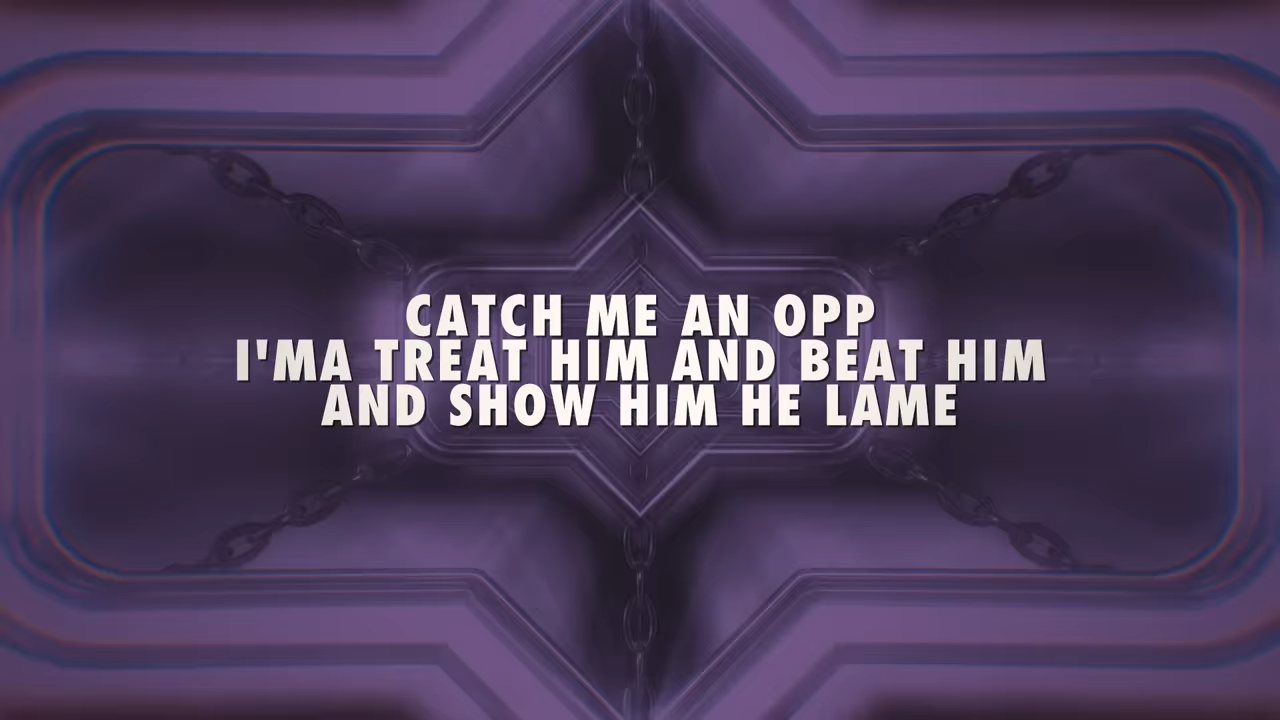 CATCH ME AN OPP
I'MA TREAT HIM AND BEAT HIM
AND SHOW HIM HE LAME